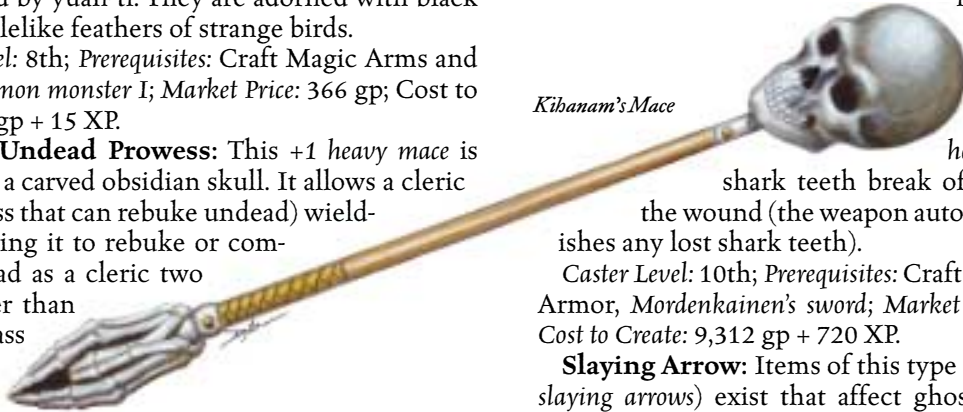 by yuan-ti. They are adorned with black
lelike feathers of strange birds.
8th; Prerequisites: Craft Magic Arms and
mon monster I; Market Price: 366 gp; Cost to
gp + 15 XP.
Undead Prowess: This +1 heavy mace is
a carved obsidian skull. It allows a cleric
ss that can rebuke undead) wield-
ing it to rebuke or com-
ad as a cleric two
er than
ass
Kihanam's Mace
shark teeth break of
the wound (the weapon auto
ishes any lost shark teeth).
Caster Level: 10th; Prerequisites: Craft
Armor, Mordenkainen's sword; Market
Cost to Create: 9,312 gp + 720 XP.
Slaying Arrow: Items of this type
slaying arrows) exist that affect ghos